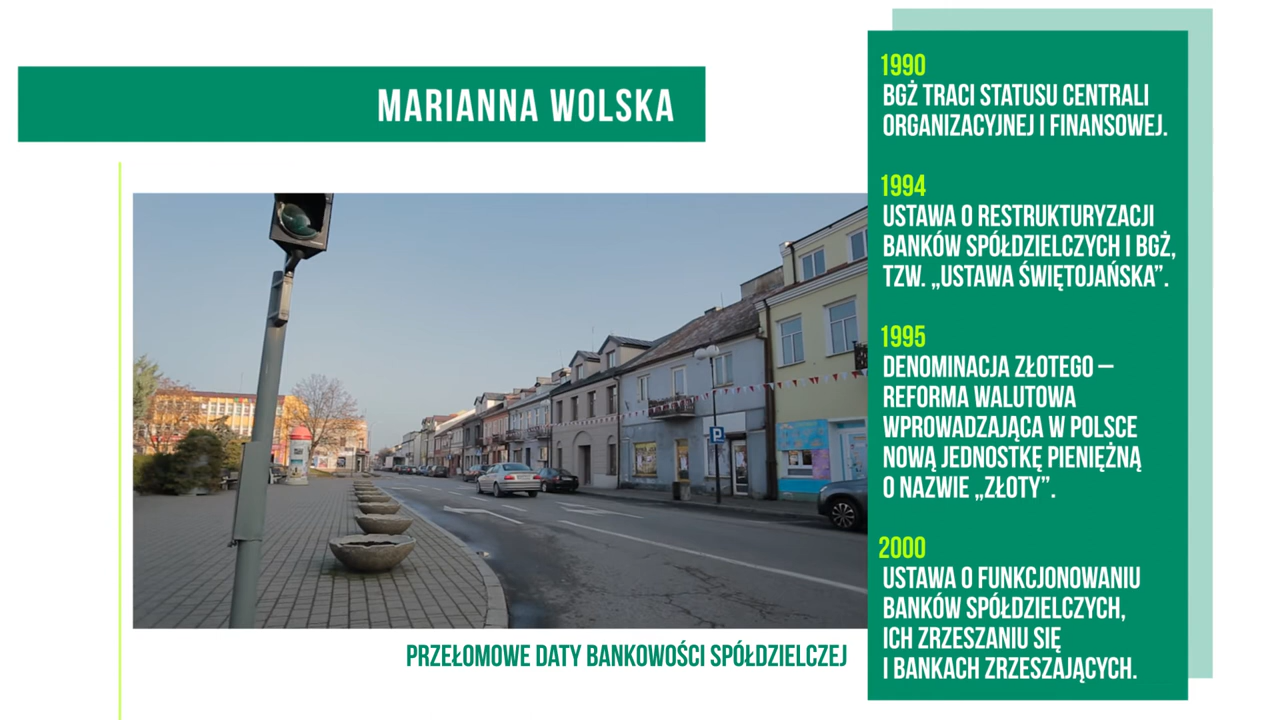 MARIANNA WOLSKA
1990
BGŻ TRACI STATUSU CENTRALI
ORGANIZACYJNEJ I FINANSOWEJ.
1994
USTAWA O RESTRUKTURYZACJI
BANKÓW SPÓŁDZIELCZYCH I BGŻ,
TZW. „USTAWA ŚWIĘTOJAŃSKA”.
1995
DENOMINACJA ZŁOTEGO –
REFORMA WALUTOWA
WPROWADZAJĄCA W POLSCE
NOWĄ JEDNOSTKĘ PIENIĘŻNĄ
O NAZWIE „ZŁOTY”.
2000
USTAWA O FUNKCJONOWANIU
BANKÓW SPÓŁDZIELCZYCH,
ICH ZRZESZANIU SIĘ
I BANKACH ZRZESZAJĄCYCH.
P
PRZEŁOMOWE DATY BANKOWOŚCI SPÓŁDZIELCZEJ